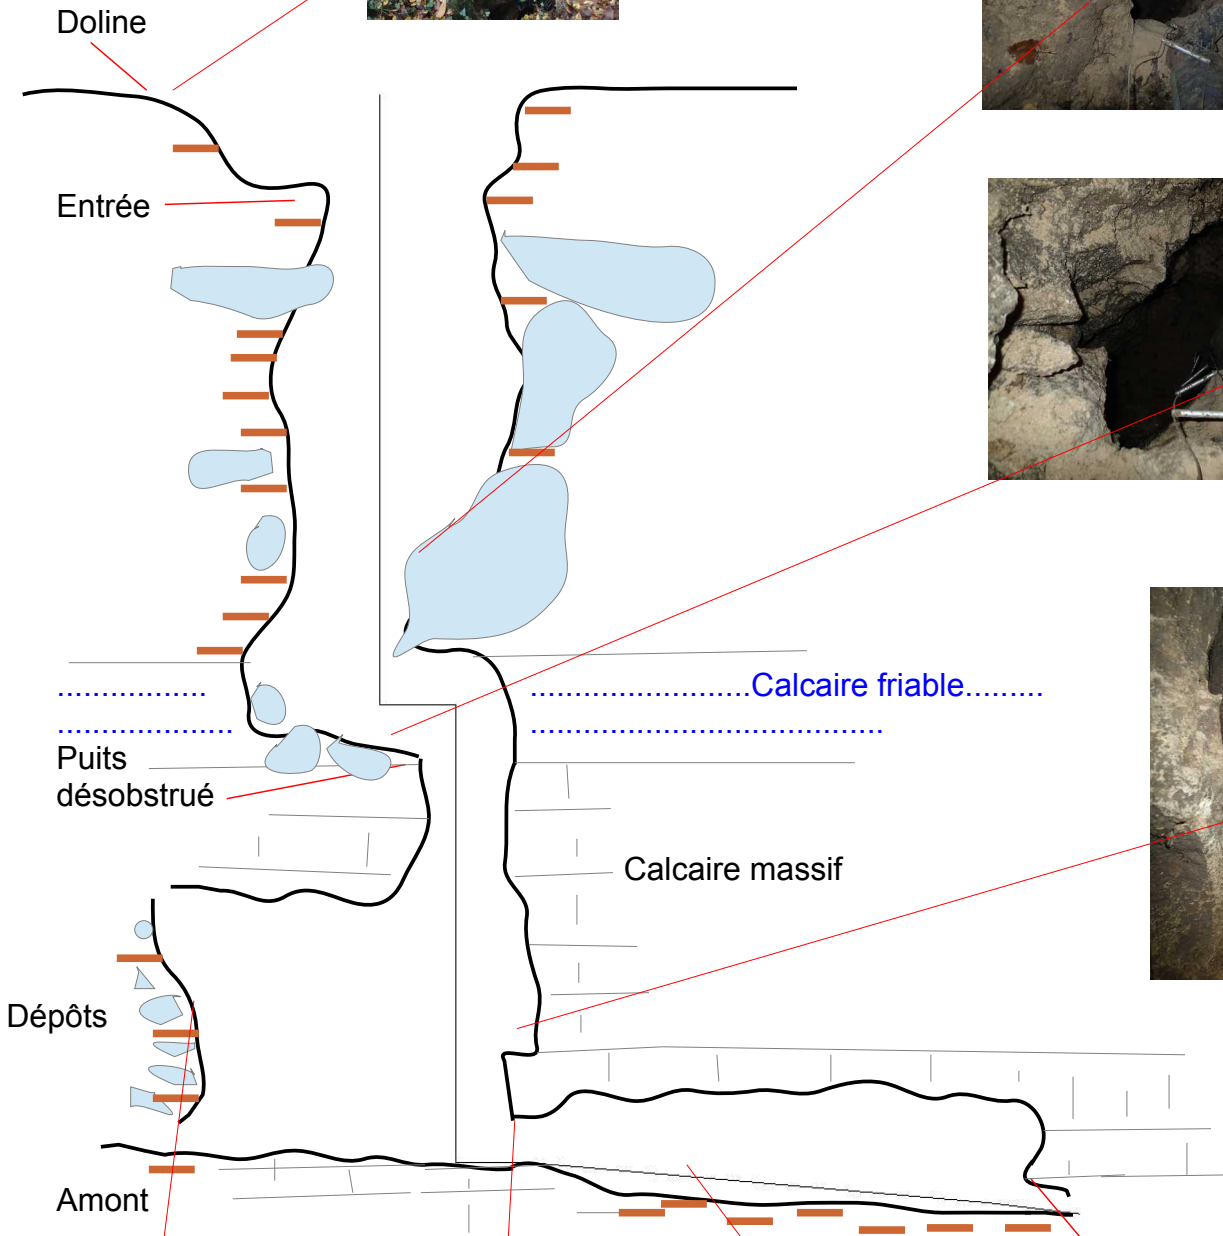 Doline
Entrée
.................
.........................Calcaire friable.........
....................
........................................
Puits
désobstrué
Calcaire massif
Dépôts
Amont